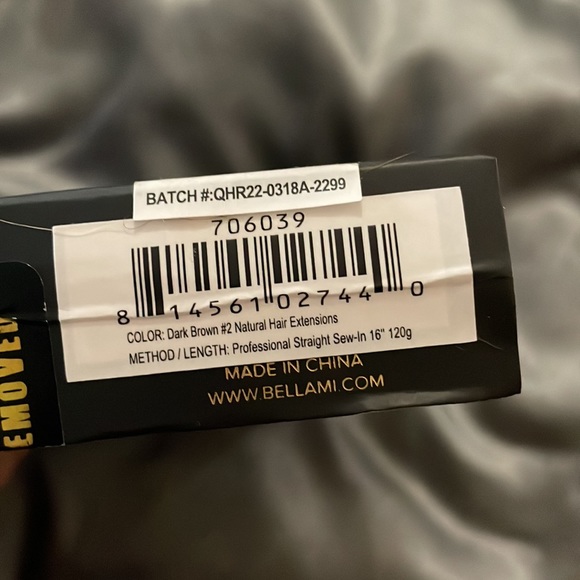 BATCH #:QHR22-0318A-2299
706039
8 14561 02744 0
COLOR: Dark Brown #2 Natural Hair Extensions
METHOD / LENGTH: Professional Straight Sew-In 16" 120g
MADE IN CHINA
WWW.BELLAMI.COM